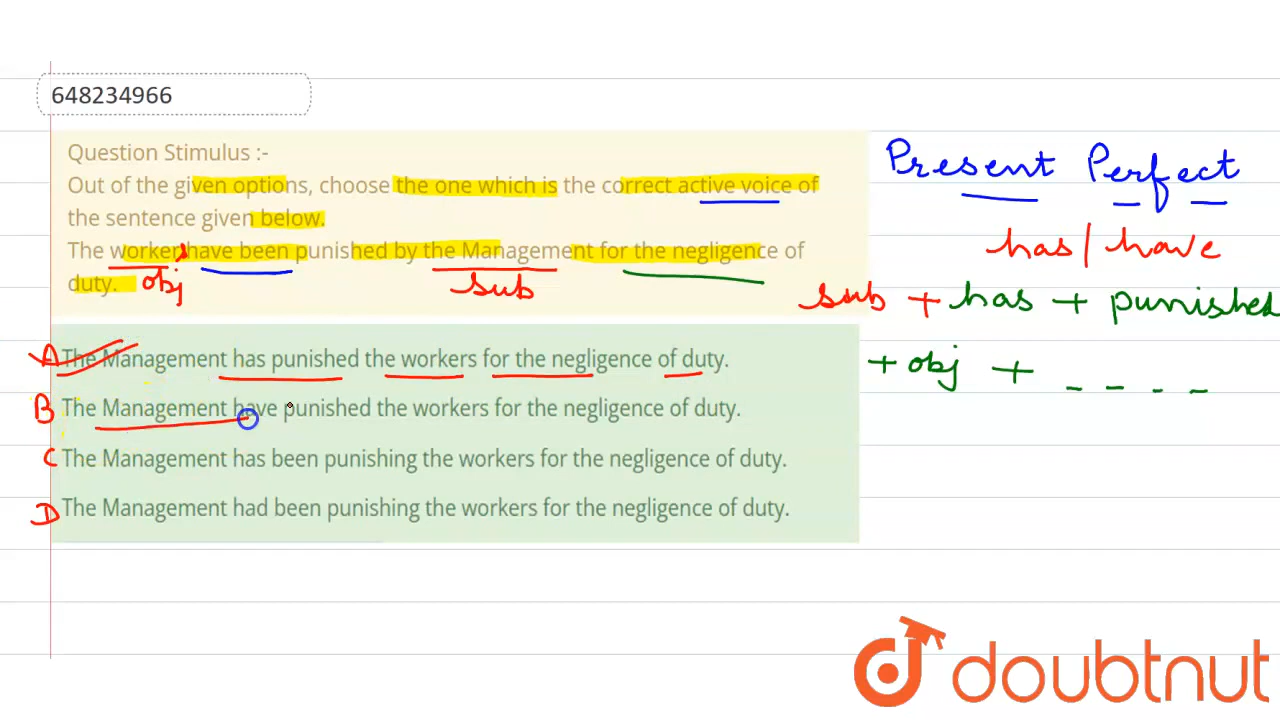 648234966
Question Stimulus :-
Out of the given options, choose the one which is the correct active voice of
the sentence given below.
The workers have been punished by the Management for the negligence of
duty.
obj
sub
A The Management has punished the workers for the negligence of duty.
B The Management have punished the workers for the negligence of duty.
C The Management has been punishing the workers for the negligence of duty.
D The Management had been punishing the workers for the negligence of duty.
Present Perfect
has/have
sub + has + punished
+ obj + _ _ _ _
doubtnut